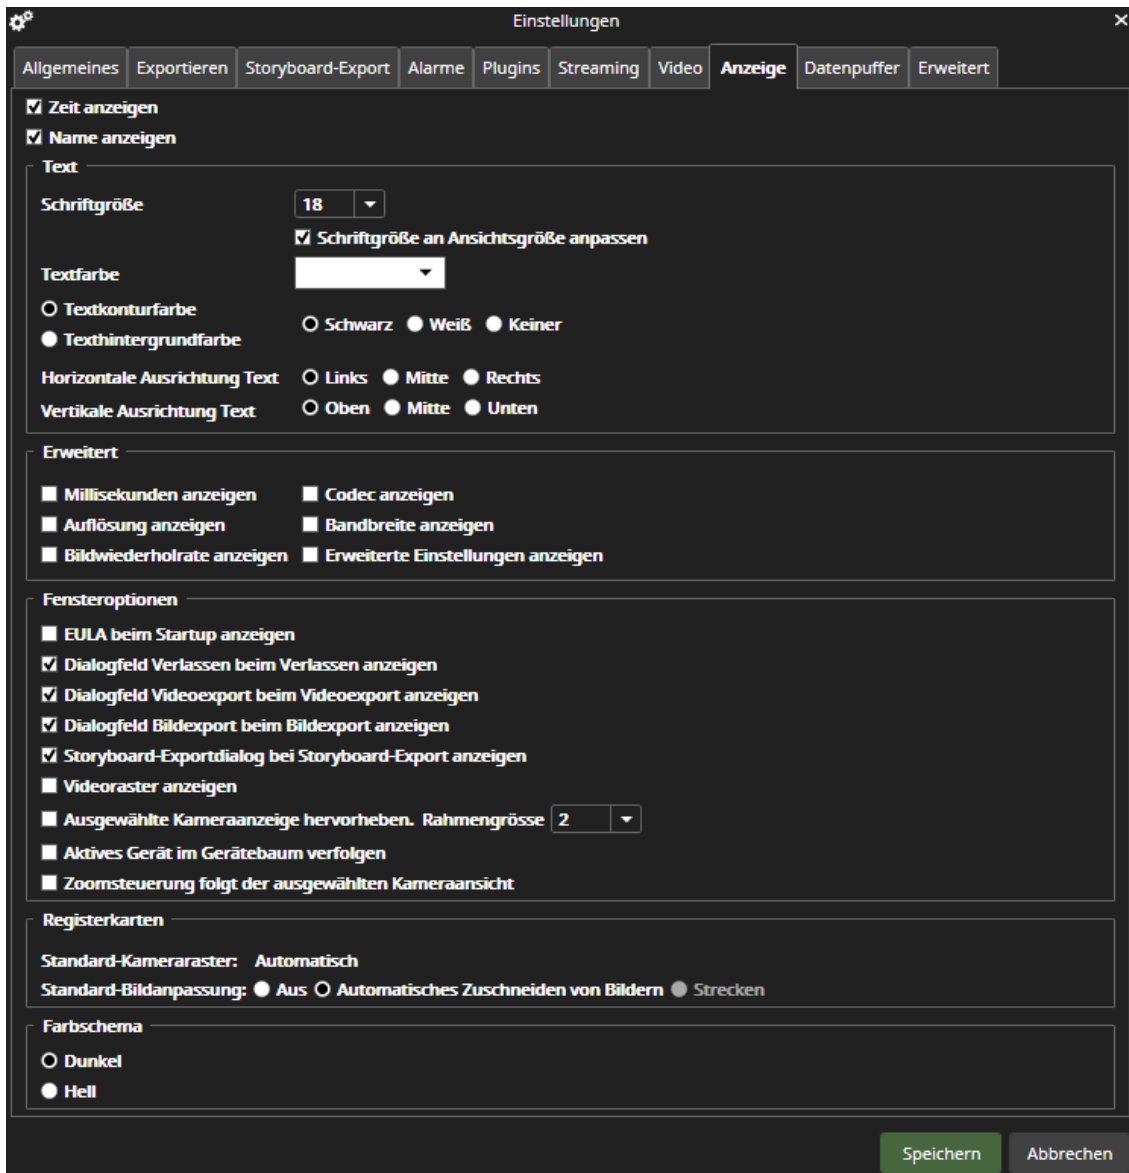 Einstellungen
Allgemeines Exportieren Storyboard-Export Alarme Plugins Streaming Video Anzeige Datenpuffer Erweitert
Zeit anzeigen
Name anzeigen
Text
Schriftgröße 18
Schriftgröße an Ansichtsgröße anpassen
Textfarbe
Textkonturfarbe
Schwarz Weiß Keiner
Texthintergrundfarbe
Horizontale Ausrichtung Text Links Mitte Rechts
Vertikale Ausrichtung Text Oben Mitte Unten
Erweitert
Millisekunden anzeigen Codec anzeigen
Auflösung anzeigen Bandbreite anzeigen
Bildwiederholrate anzeigen Erweiterte Einstellungen anzeigen
Fensteroptionen
EULA beim Startup anzeigen
Dialogfeld Verlassen beim Verlassen anzeigen
Dialogfeld Videoexport beim Videoexport anzeigen
Dialogfeld Bildexport beim Bildexport anzeigen
Storyboard-Exportdialog bei Storyboard-Export anzeigen
Videoraster anzeigen
Ausgewählte Kameraanzeige hervorheben. Rahmengrösse 2
Aktives Gerät im Gerätebaum verfolgen
Zoomsteuerung folgt der ausgewählten Kameraansicht
Registerkarten
Standard-Kameraraster: Automatisch
Standard-Bildanpassung: Aus Automatisches Zuschneiden von Bildern Strecken
Farbschema
Dunkel
Hell
Speichern Abbrechen